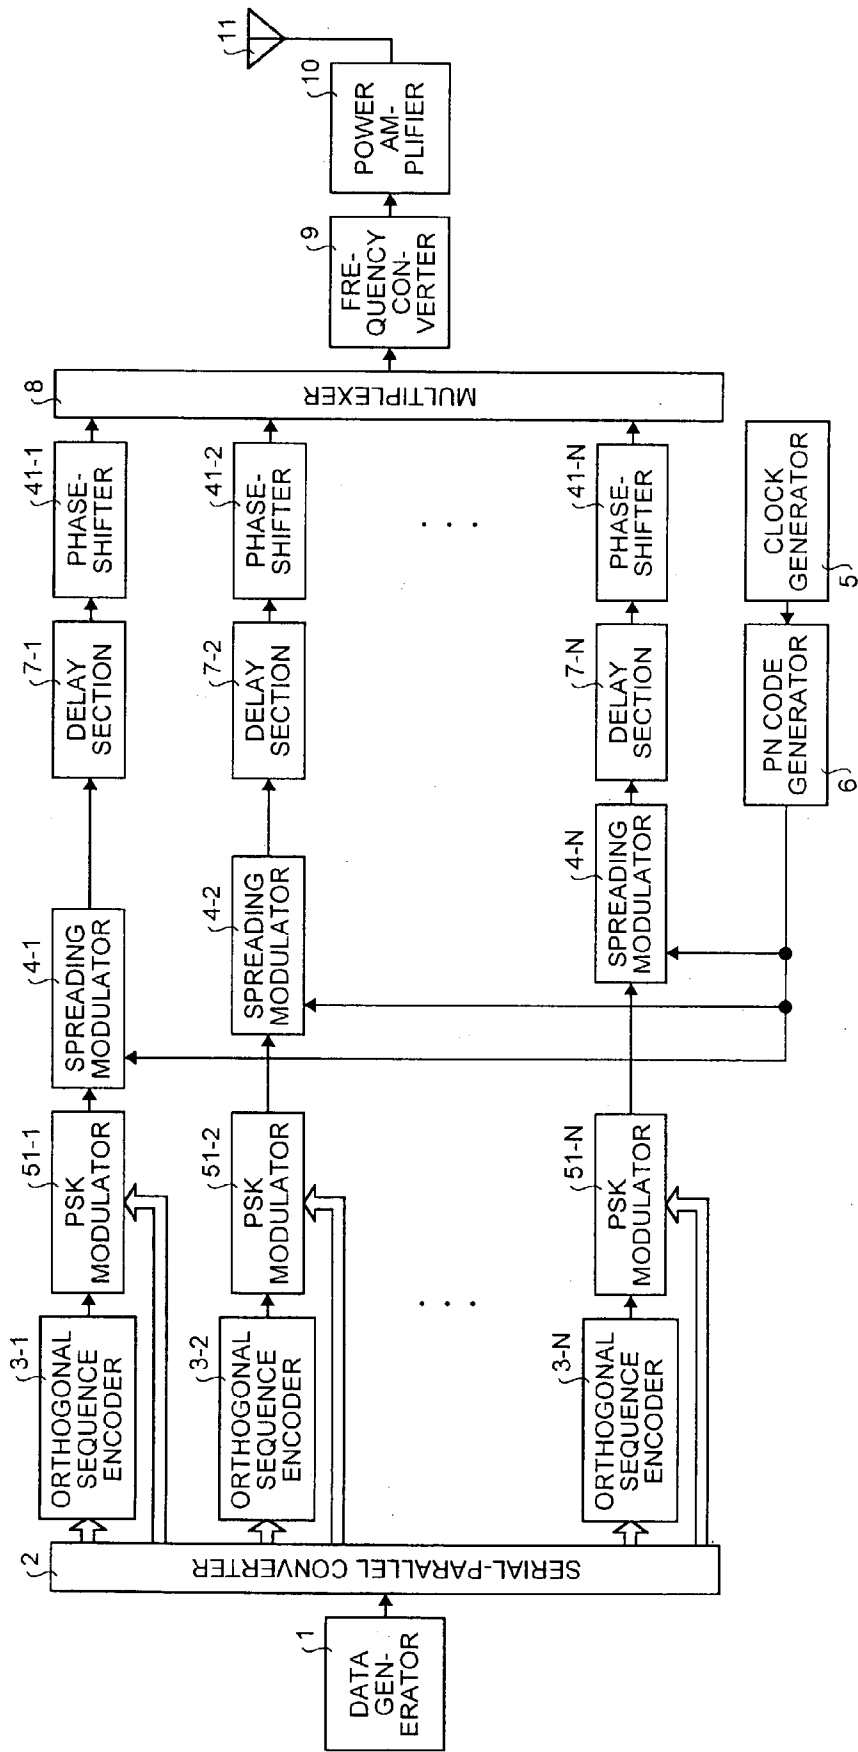 1
DATA
GEN-
ERATOR
2
SERIAL-PARALLEL CONVERTER
3-1
ORTHOGONAL
SEQUENCE
ENCODER
51-1
PSK
MODULATOR
4-1
SPREADING
MODULATOR
7-1
DELAY
SECTION
41-1
PHASE-
SHIFTER
3-2
ORTHOGONAL
SEQUENCE
ENCODER
51-2
PSK
MODULATOR
4-2
SPREADING
MODULATOR
7-2
DELAY
SECTION
41-2
PHASE-
SHIFTER
. . .
. . .
3-N
ORTHOGONAL
SEQUENCE
ENCODER
51-N
PSK
MODULATOR
4-N
SPREADING
MODULATOR
7-N
DELAY
SECTION
41-N
PHASE-
SHIFTER
PN CODE
GENERATOR
6
CLOCK
GENERATOR
5
8
MULTIPLEXER
9
FRE-
QUENCY
CON-
VERTER
10
POWER
AM-
PLIFIER
11